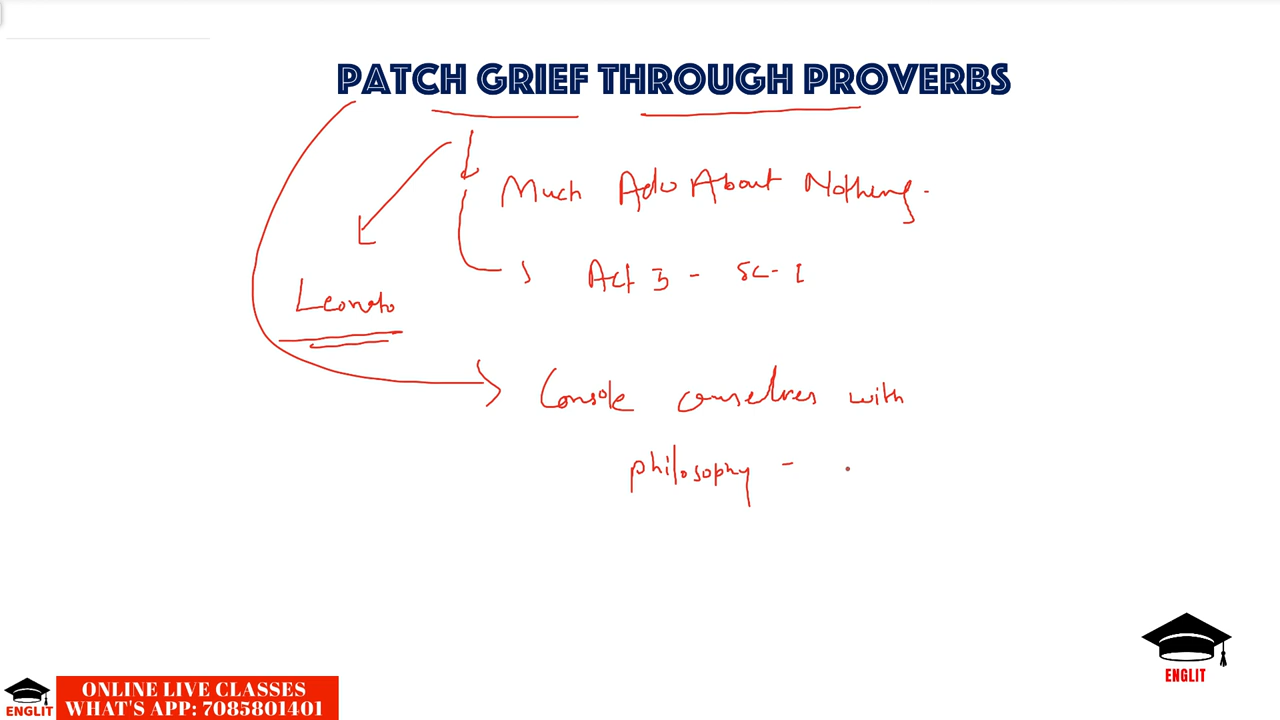 PATCH GRIEF THROUGH PROVERBS
Much Ado About Nothing.
Act 3 - sc-1
Leonato
Console ourselves with
philosophy -
ONLINE LIVE CLASSES
WHAT'S APP: 7085801401
ENGLIT
ENGLIT